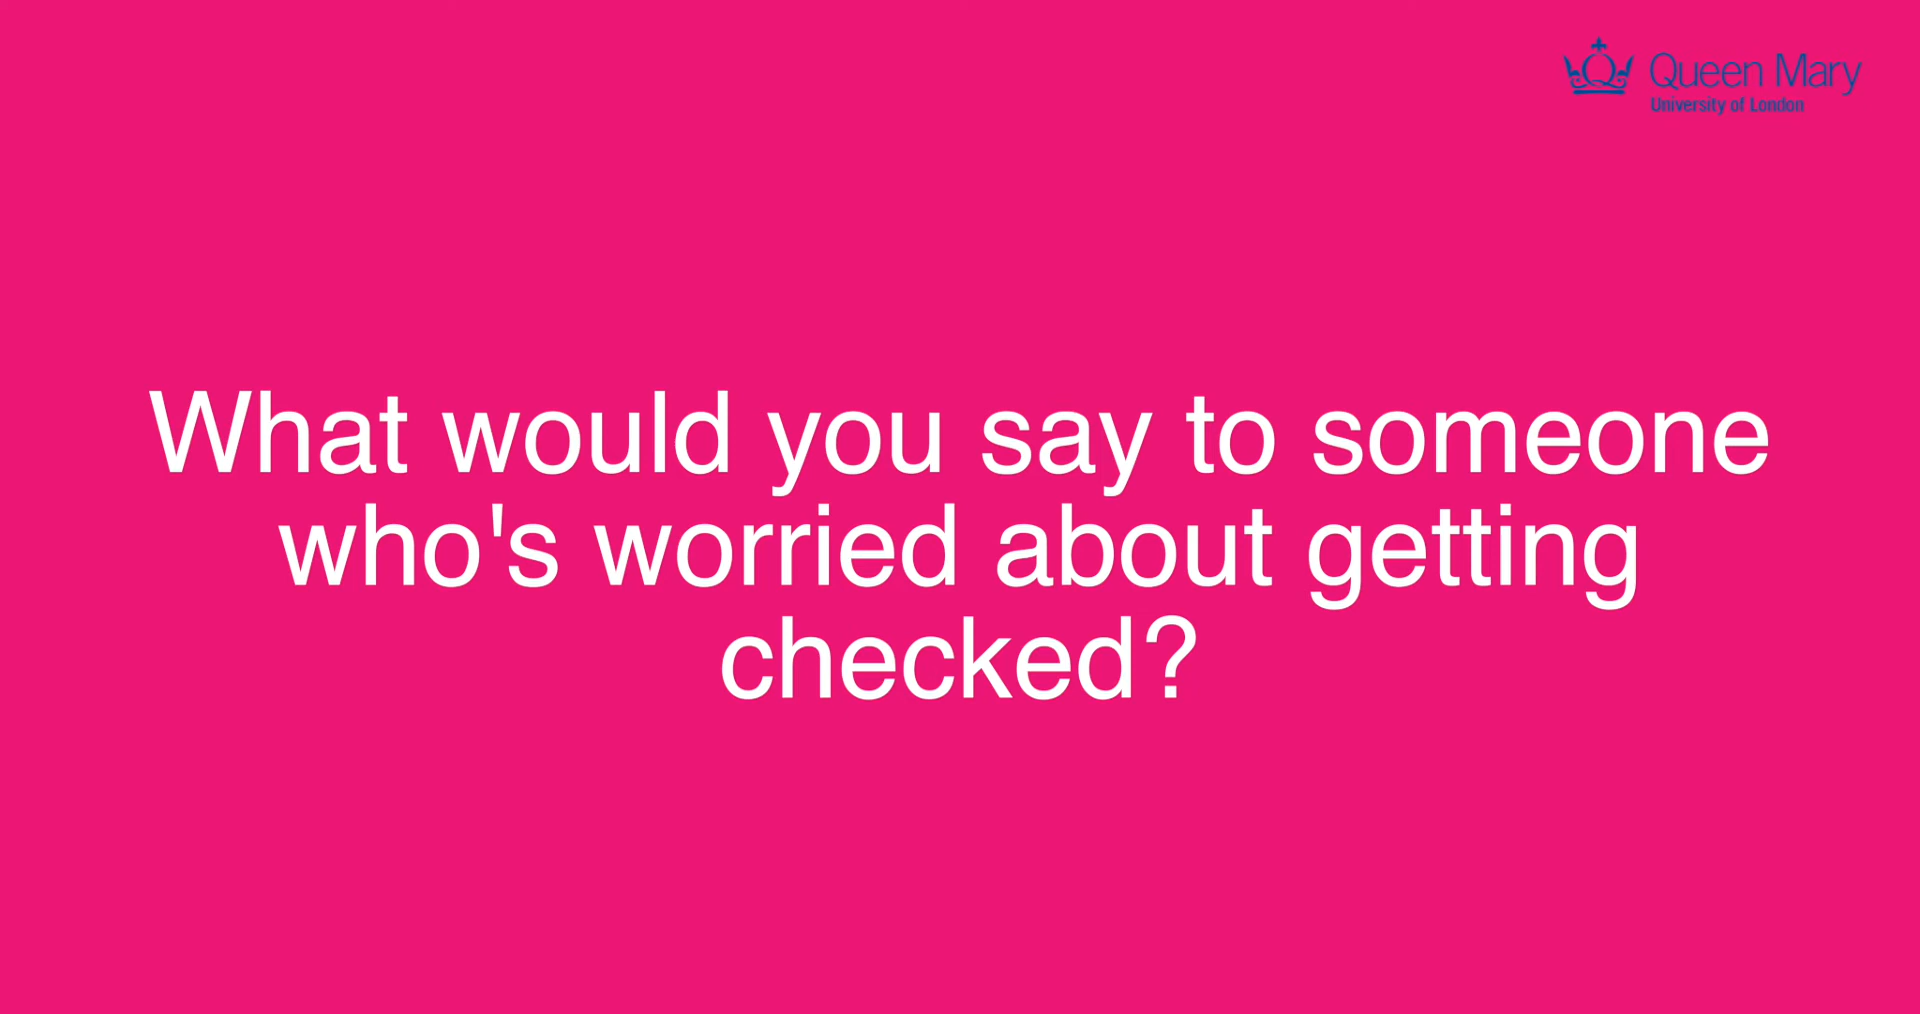 Queen Mary
University of London
What would you say to someone
who's worried about getting
checked?